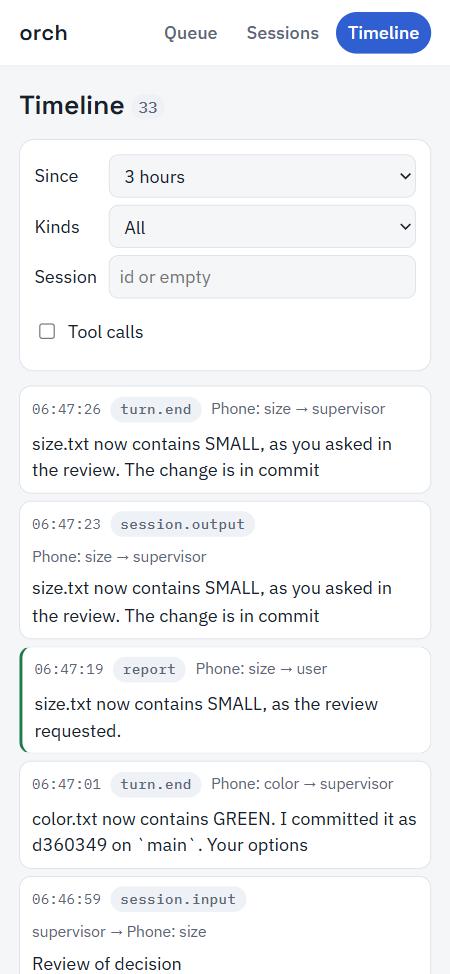 orch Queue Sessions Timeline
Timeline 33
Since 3 hours
Kinds All
Session id or empty
Tool calls
06:47:26 turn.end Phone: size → supervisor
size.txt now contains SMALL, as you asked in
the review. The change is in commit
06:47:23 session.output
Phone: size → supervisor
size.txt now contains SMALL, as you asked in
the review. The change is in commit
06:47:19 report Phone: size → user
size.txt now contains SMALL, as the review
requested.
06:47:01 turn.end Phone: color → supervisor
color.txt now contains GREEN. I committed it as
d360349 on `main`. Your options
06:46:59 session.input
supervisor → Phone: size
Review of decision